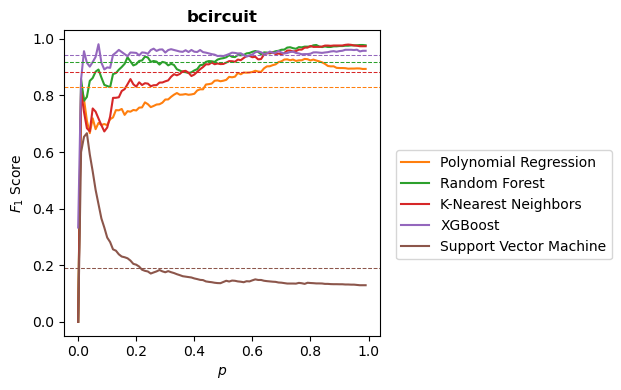 bcircuit
1.0
0.8
0.6
0.4
0.2
0.0
F1 Score
0.0 0.2 0.4 0.6 0.8 1.0
p
Polynomial Regression
Random Forest
K-Nearest Neighbors
XGBoost
Support Vector Machine